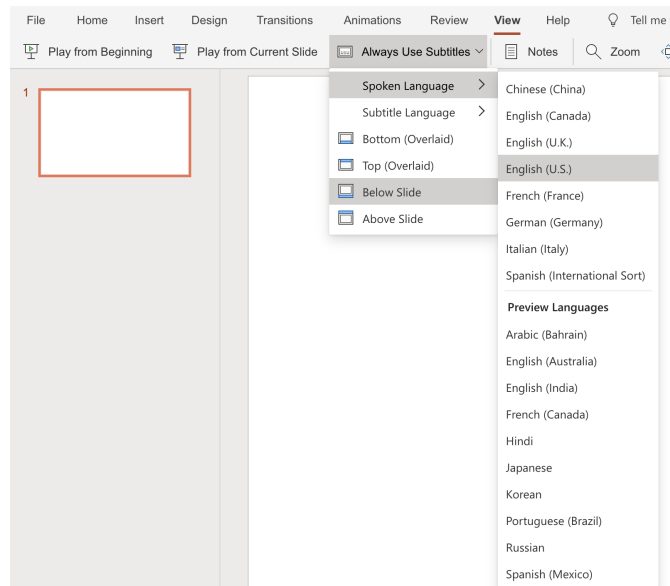 File Home Insert Design Transitions Animations Review View Help Tell me
Play from Beginning Play from Current Slide Always Use Subtitles Notes Zoom
1
Spoken Language
Subtitle Language
Bottom (Overlaid)
Top (Overlaid)
Below Slide
Above Slide
Chinese (China)
English (Canada)
English (U.K.)
English (U.S.)
French (France)
German (Germany)
Italian (Italy)
Spanish (International Sort)
Preview Languages
Arabic (Bahrain)
English (Australia)
English (India)
French (Canada)
Hindi
Japanese
Korean
Portuguese (Brazil)
Russian
Spanish (Mexico)